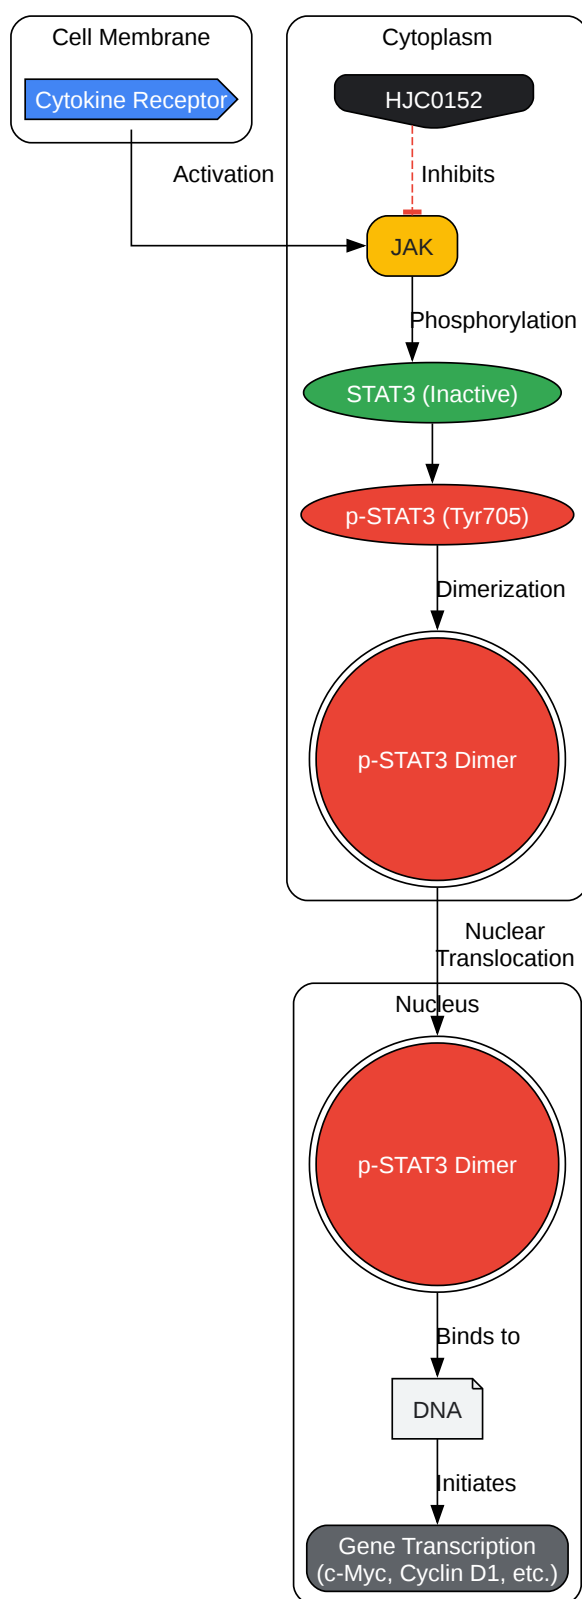 Cell Membrane
Cytokine Receptor
Cytoplasm
HJC0152
Activation
Inhibits
JAK
Phosphorylation
STAT3 (Inactive)
p-STAT3 (Tyr705)
Dimerization
p-STAT3 Dimer
Nuclear
Translocation
Nucleus
p-STAT3 Dimer
Binds to
DNA
Initiates
Gene Transcription
(c-Myc, Cyclin D1, etc.)